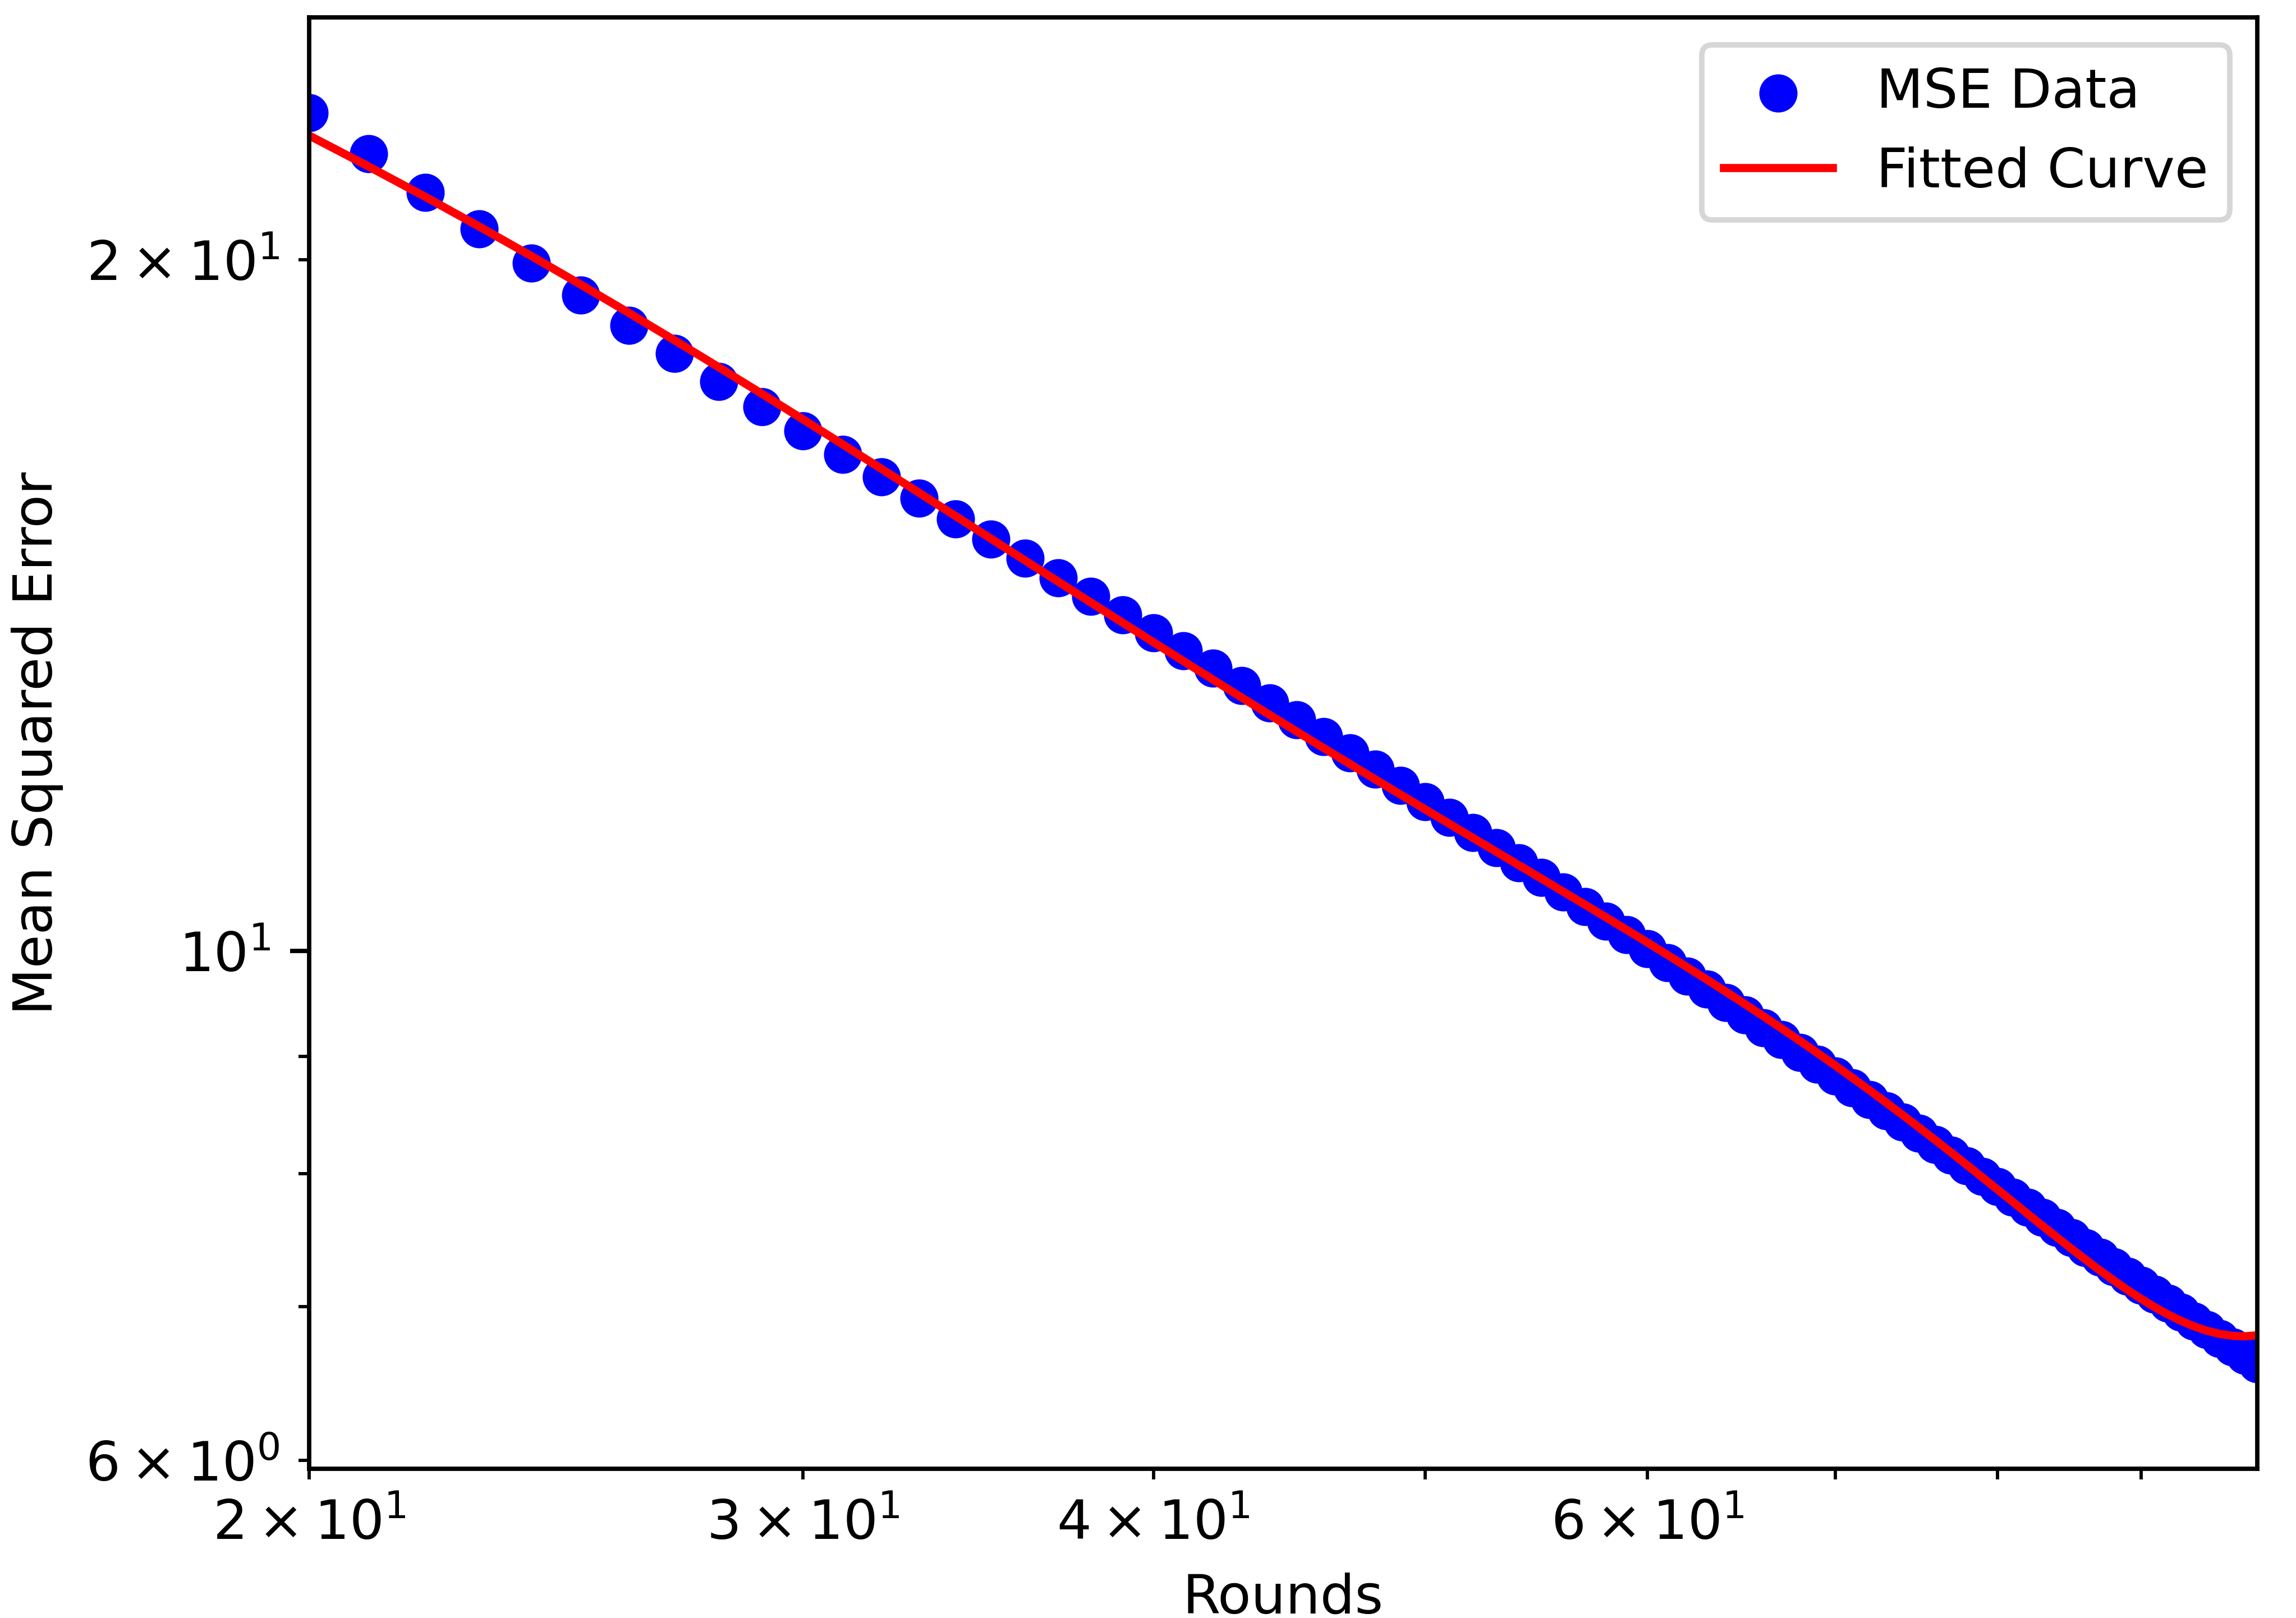 MSE Data
Fitted Curve
Mean Squared Error
2 × 10¹
10¹
6 × 10⁰
2 × 10¹
3 × 10¹
4 × 10¹
6 × 10¹
Rounds